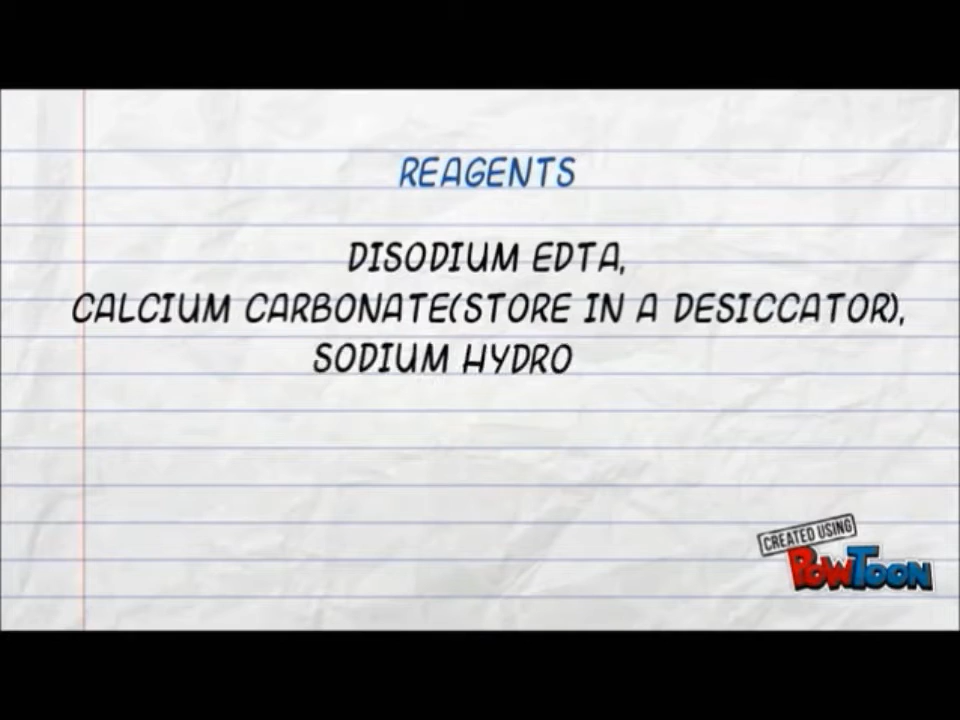 REAGENTS
DISODIUM EDTA,
CALCIUM CARBONATE(STORE IN A DESICCATOR),
SODIUM HYDRO
CREATED USING
POWTOON